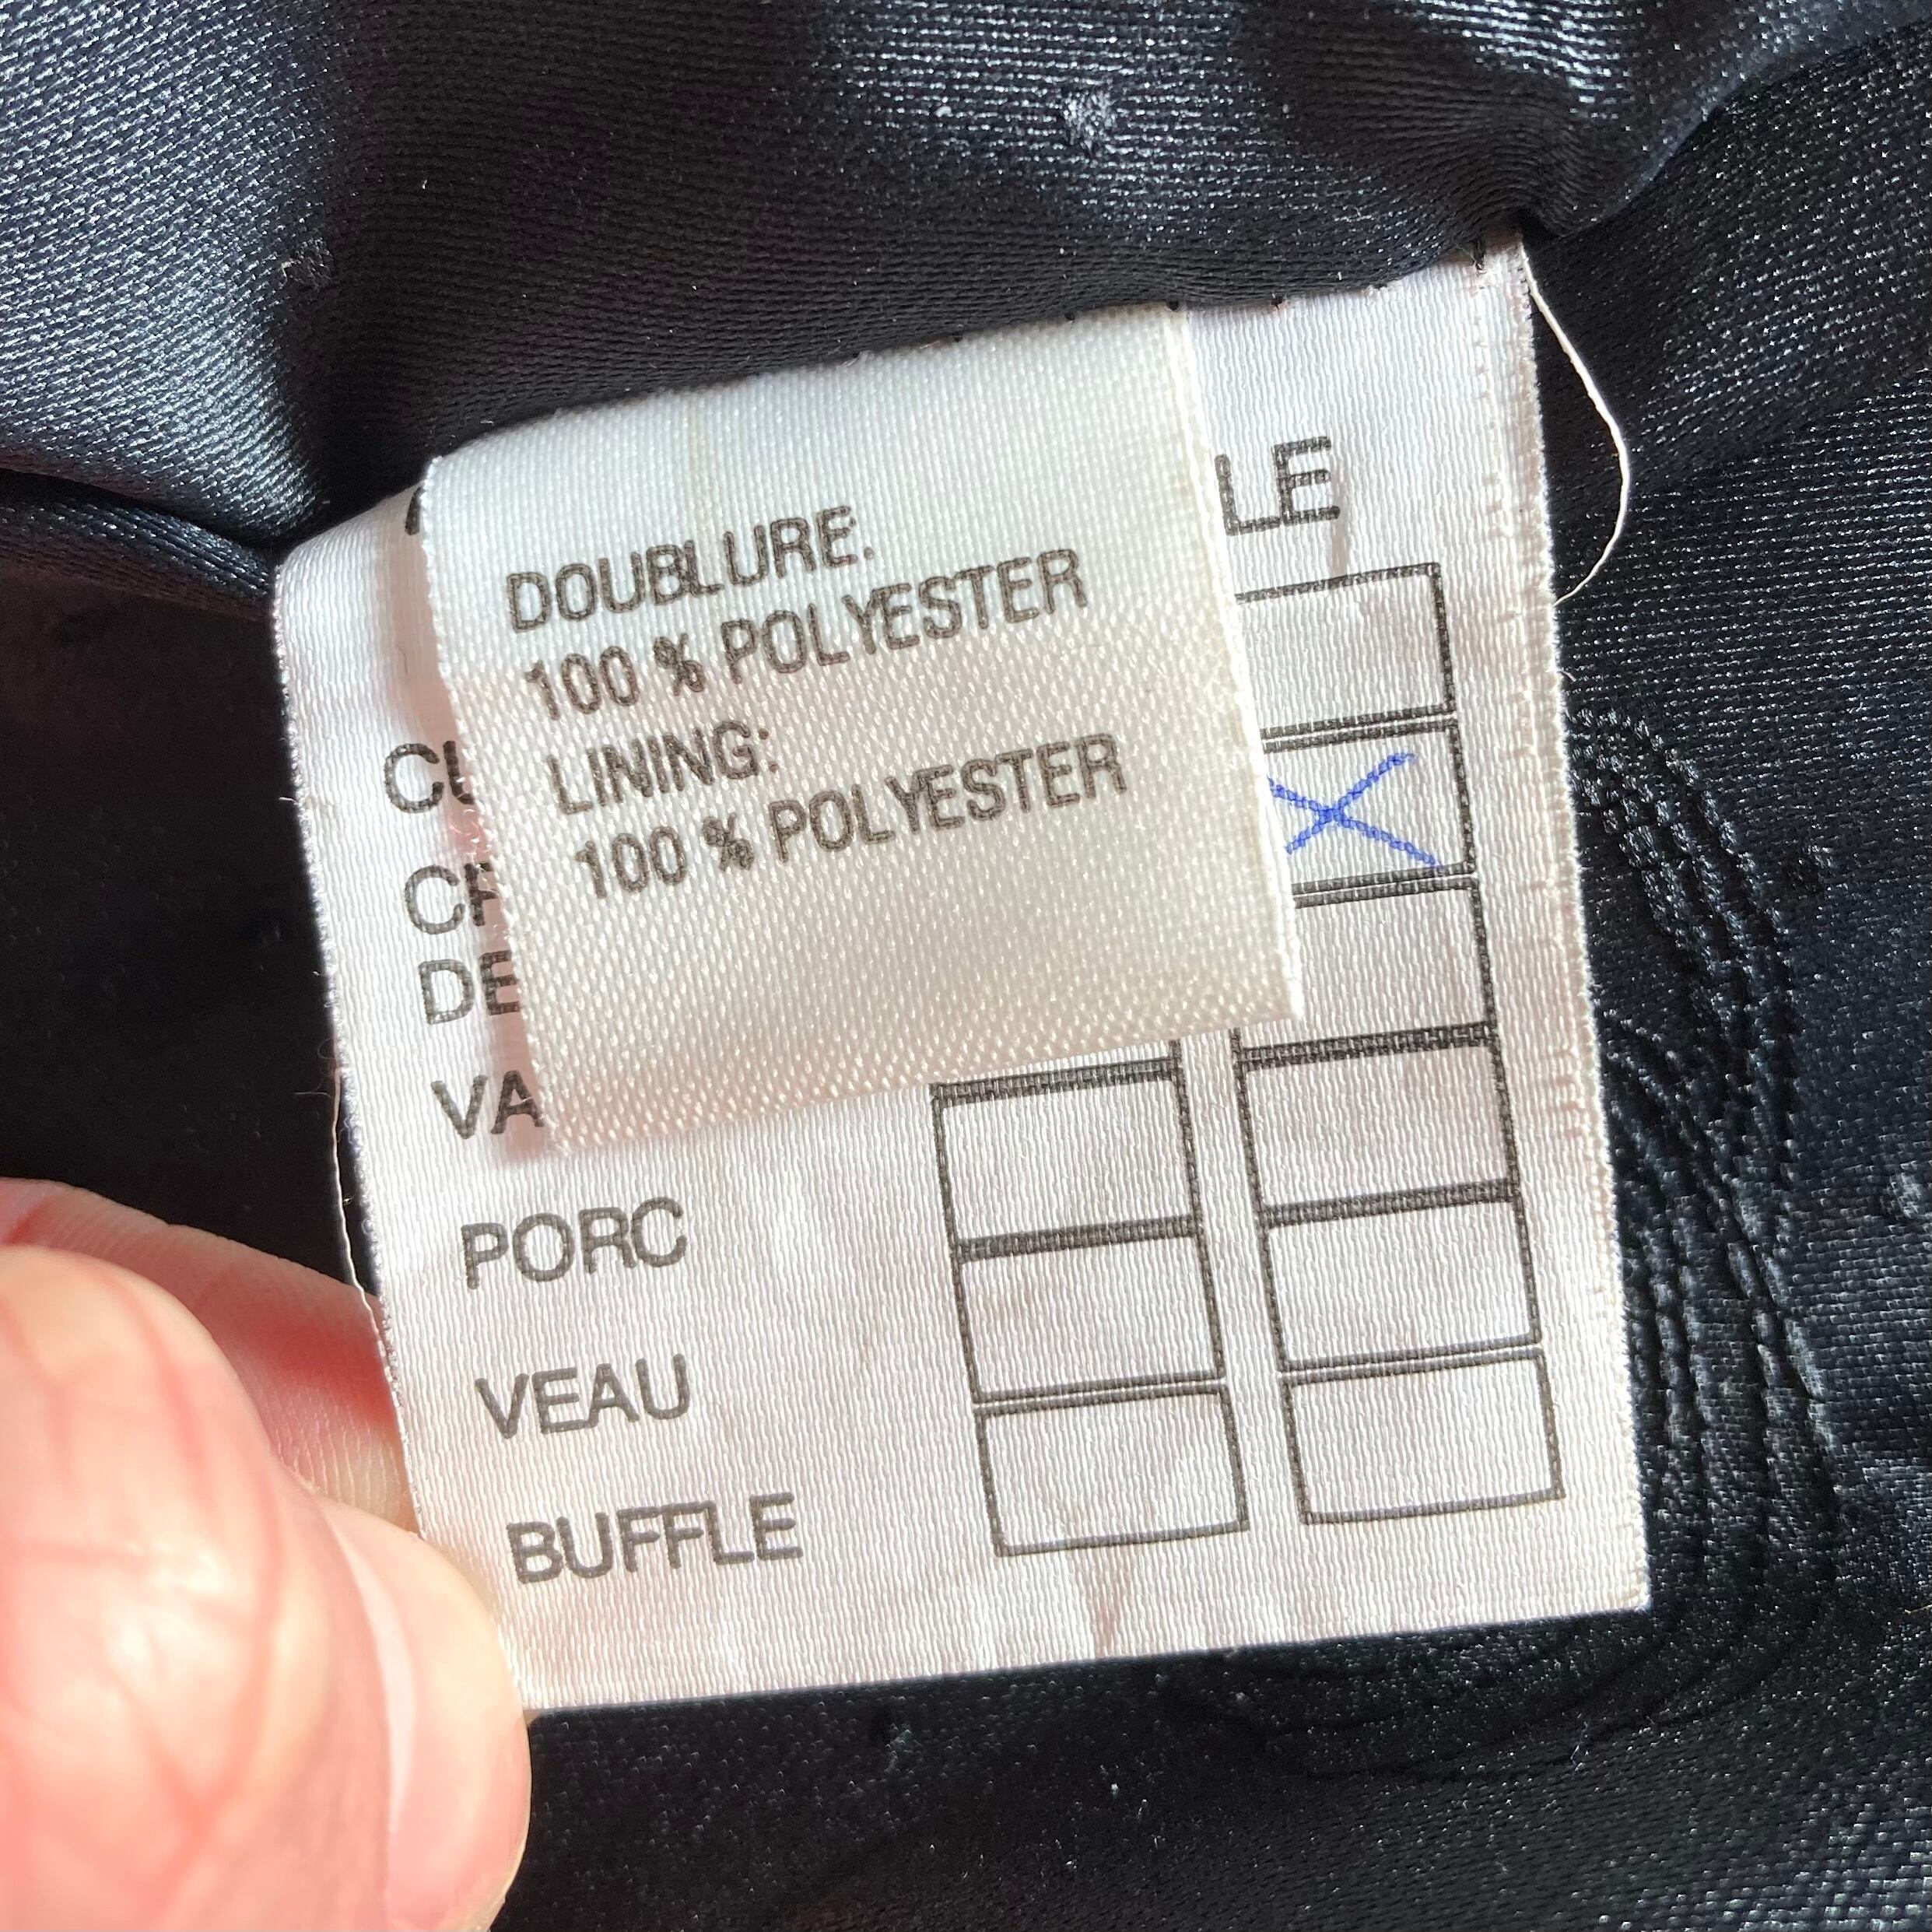 DOUBLURE:
100 % POLYESTER
LINING:
100 % POLYESTER
PORC
VEAU
BUFFLE